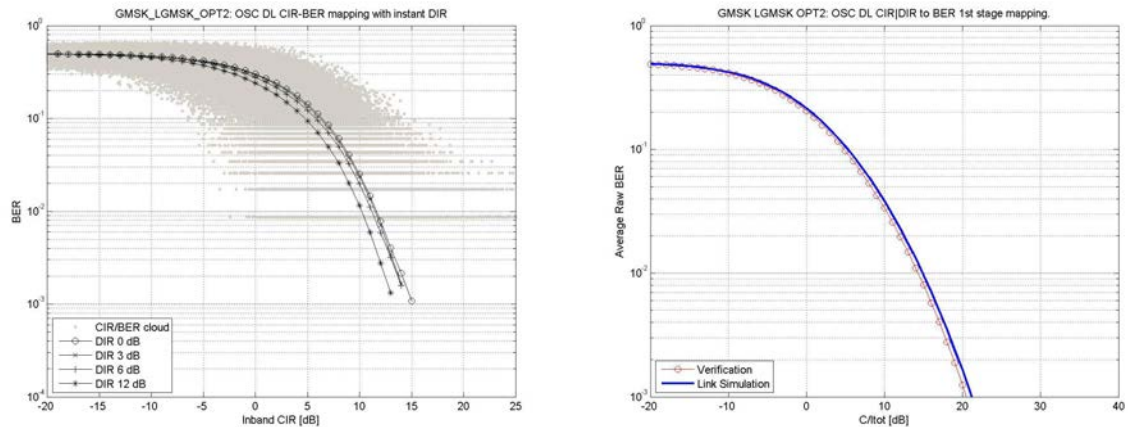 GMSK_LGMSK_OPT2: OSC DL CIR-BER mapping with instant DIR
10^0
10^-1
10^-2
10^-3
10^-4
BER
CIR/BER cloud
DIR 0 dB
DIR 3 dB
DIR 6 dB
DIR 12 dB
-20 -15 -10 -5 0 5 10 15 20 25
Inband CIR [dB]
GMSK LGMSK OPT2: OSC DL CIR|DIR to BER 1st stage mapping.
10^0
10^-1
10^-2
10^-3
Average Raw BER
Verification
Link Simulation
-20 -10 0 10 20 30 40
C/Itot [dB]